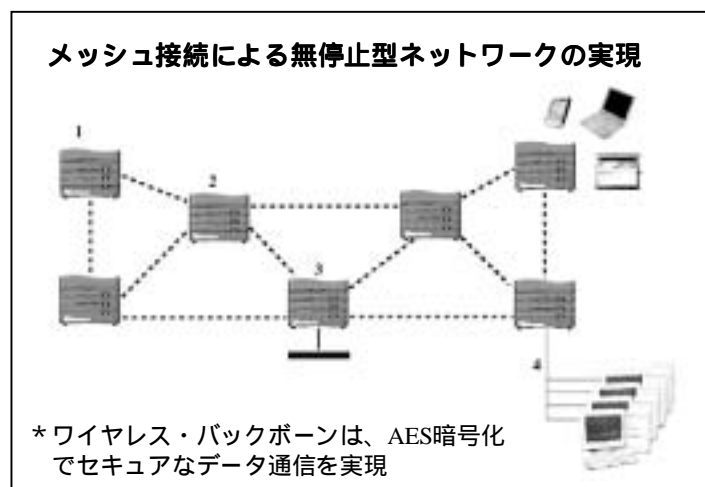 メッシュ接続による無停止型ネットワークの実現
1
2
3
4
*ワイヤレス・バックボーンは、AES暗号化
でセキュアなデータ通信を実現